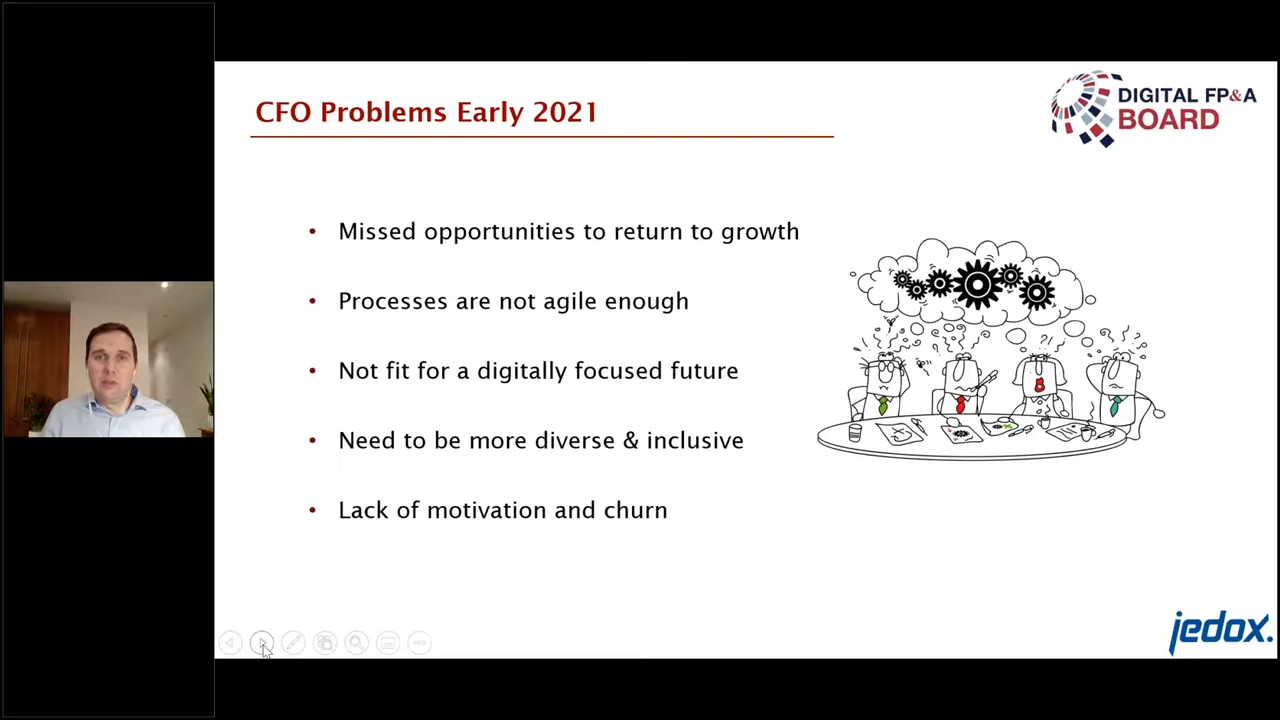 CFO Problems Early 2021
DIGITAL FP&A
BOARD
• Missed opportunities to return to growth
• Processes are not agile enough
• Not fit for a digitally focused future
• Need to be more diverse & inclusive
• Lack of motivation and churn
jedox.